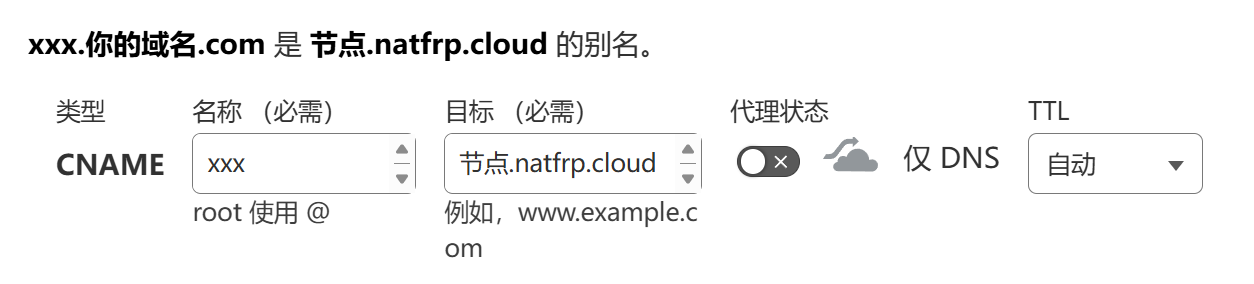 xxx.你的域名.com 是 节点.natfrp.cloud 的别名。
类型 名称 （必需） 目标 （必需） 代理状态 TTL
CNAME xxx 节点.natfrp.cloud 仅 DNS 自动
root 使用 @ 例如，www.example.c
om